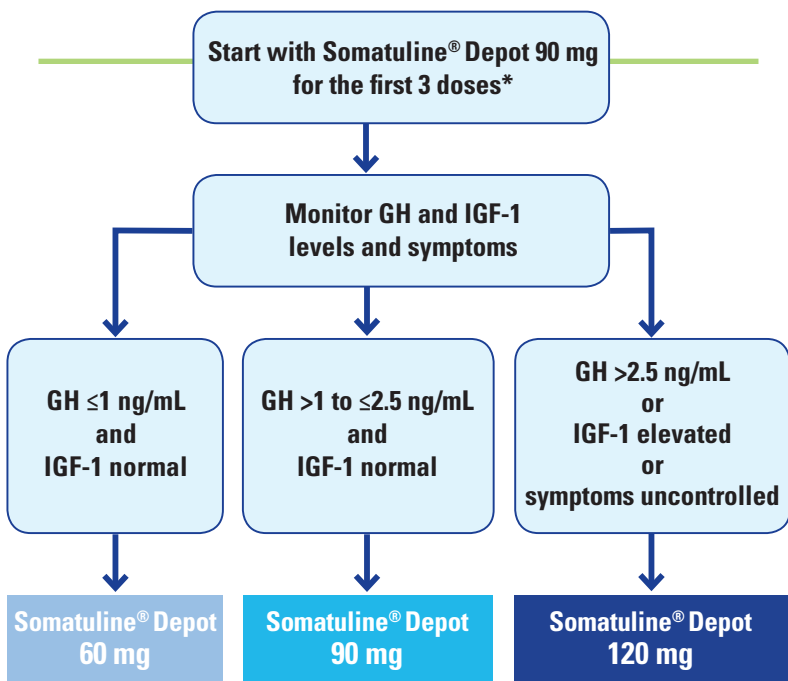 Start with Somatuline® Depot 90 mg
for the first 3 doses*
Monitor GH and IGF-1
levels and symptoms
GH ≤1 ng/mL
and
IGF-1 normal
GH >1 to ≤2.5 ng/mL
and
IGF-1 normal
GH >2.5 ng/mL
or
IGF-1 elevated
or
symptoms uncontrolled
Somatuline® Depot
60 mg
Somatuline® Depot
90 mg
Somatuline® Depot
120 mg